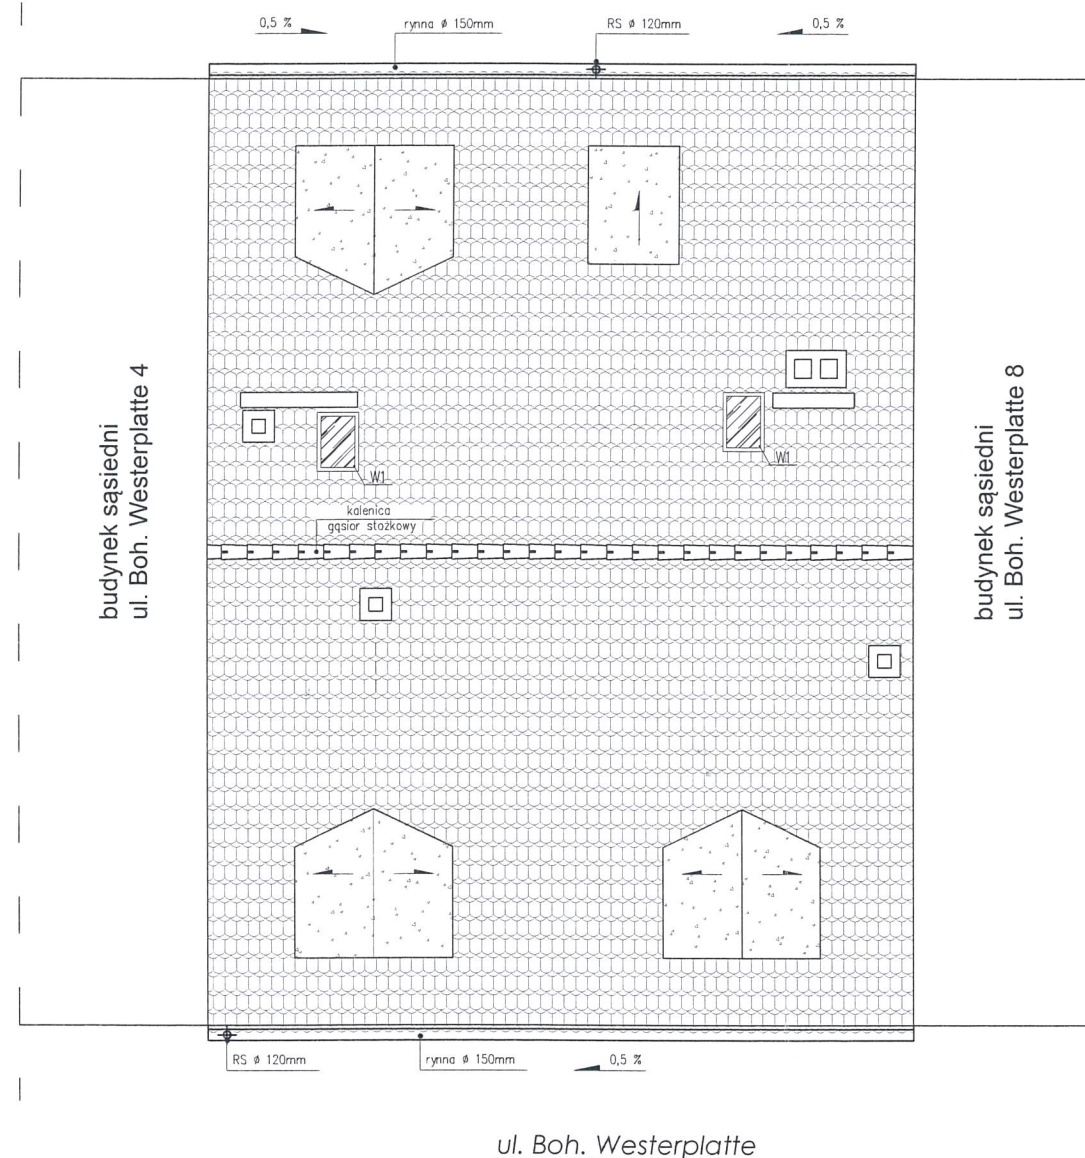 0,5 %
rynna ø 150mm
RS ø 120mm
0,5 %
budynek sąsiedni
ul. Boh. Westerplatte 4
budynek sąsiedni
ul. Boh. Westerplatte 8
W1
W1
kalenica
gąsior stożkowy
RS ø 120mm
rynna ø 150mm
0,5 %
ul. Boh. Westerplatte